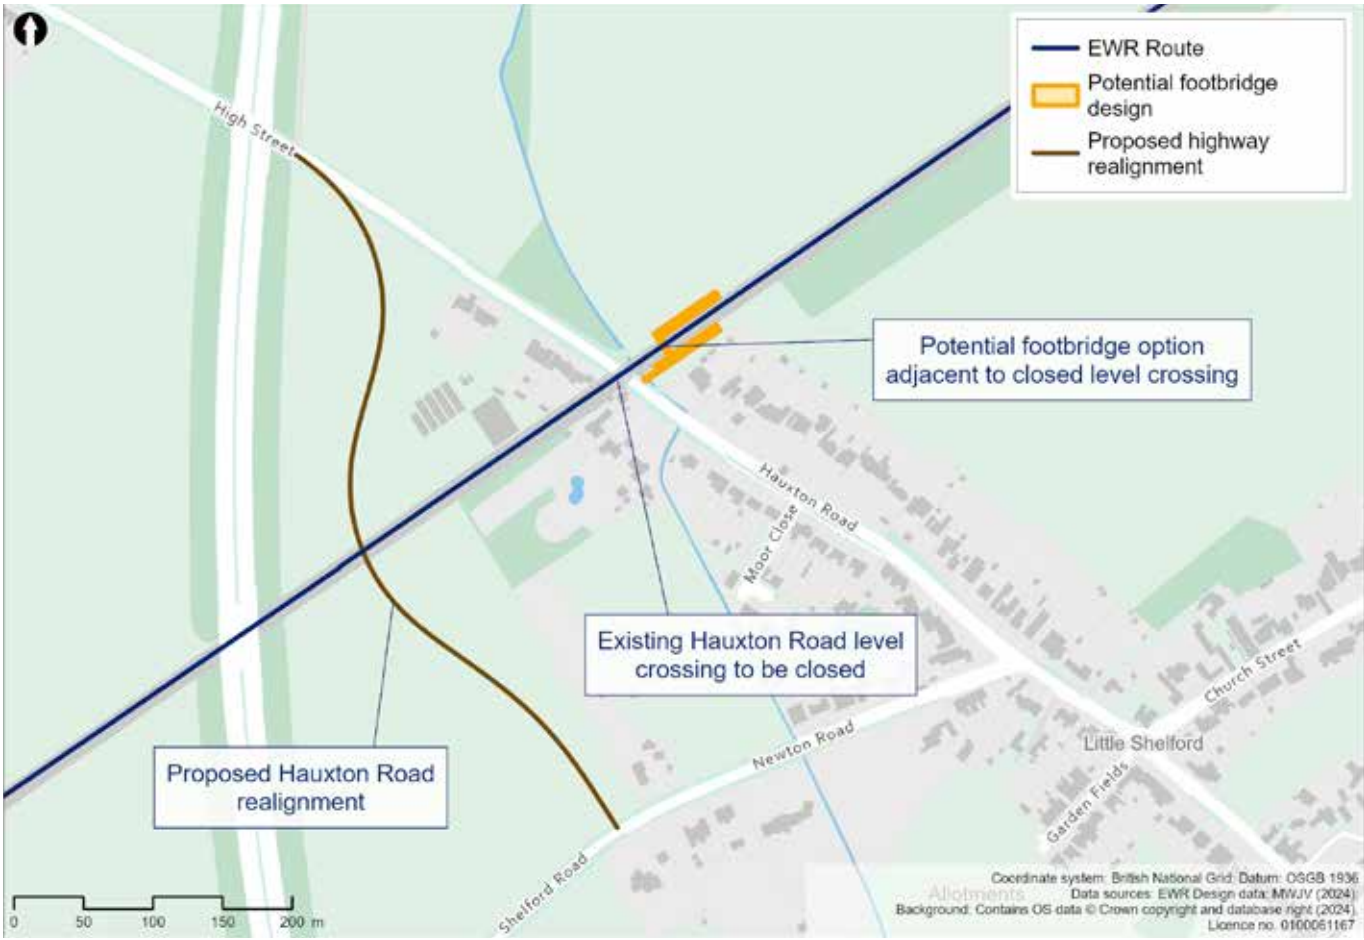 EWR Route
Potential footbridge
design
Proposed highway
realignment
High Street
Potential footbridge option
adjacent to closed level crossing
Hauxton Road
Moor Close
Existing Hauxton Road level
crossing to be closed
Church Street
Newton Road
Little Shelford
Proposed Hauxton Road
realignment
Garden Fields
Shelford Road
Allotments
0 50 100 150 200 m
Coordinate system: British National Grid; Datum: OSGB 1936
Data sources: EWR Design data; MWJV (2024);
Background: Contains OS data © Crown copyright and database right (2024).
Licence no. 0100061167